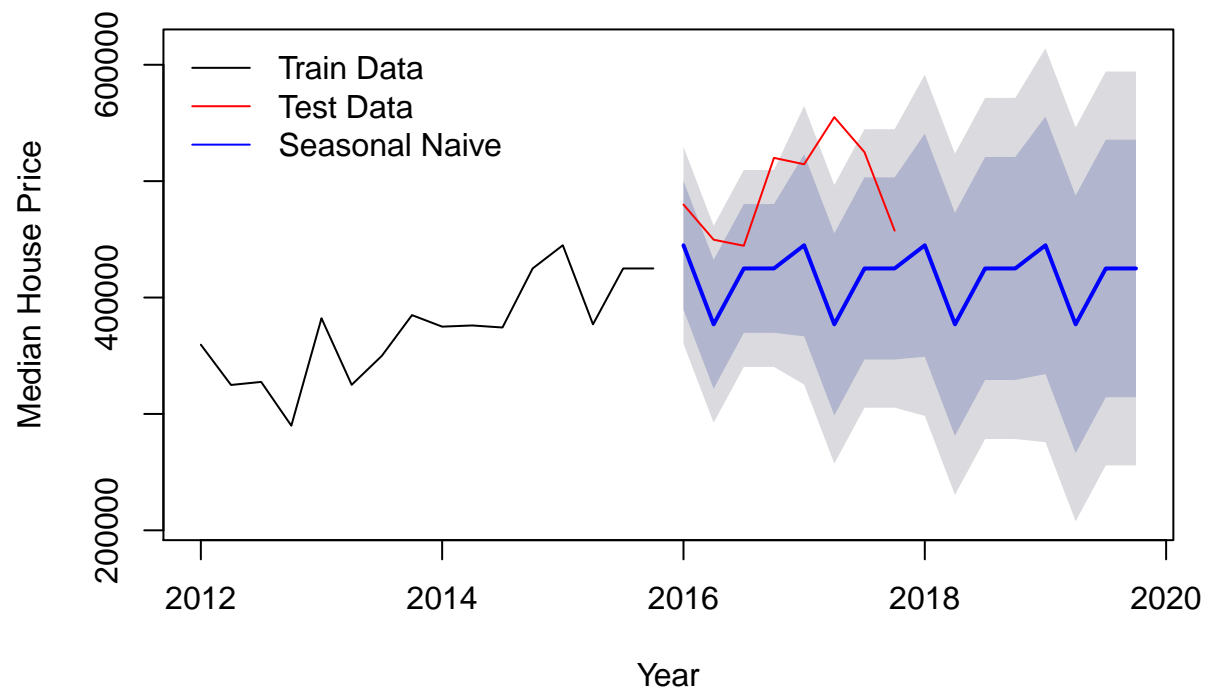 Train Data
Test Data
Seasonal Naive
Median House Price
600000
400000
200000
2012
2014
2016
2018
2020
Year